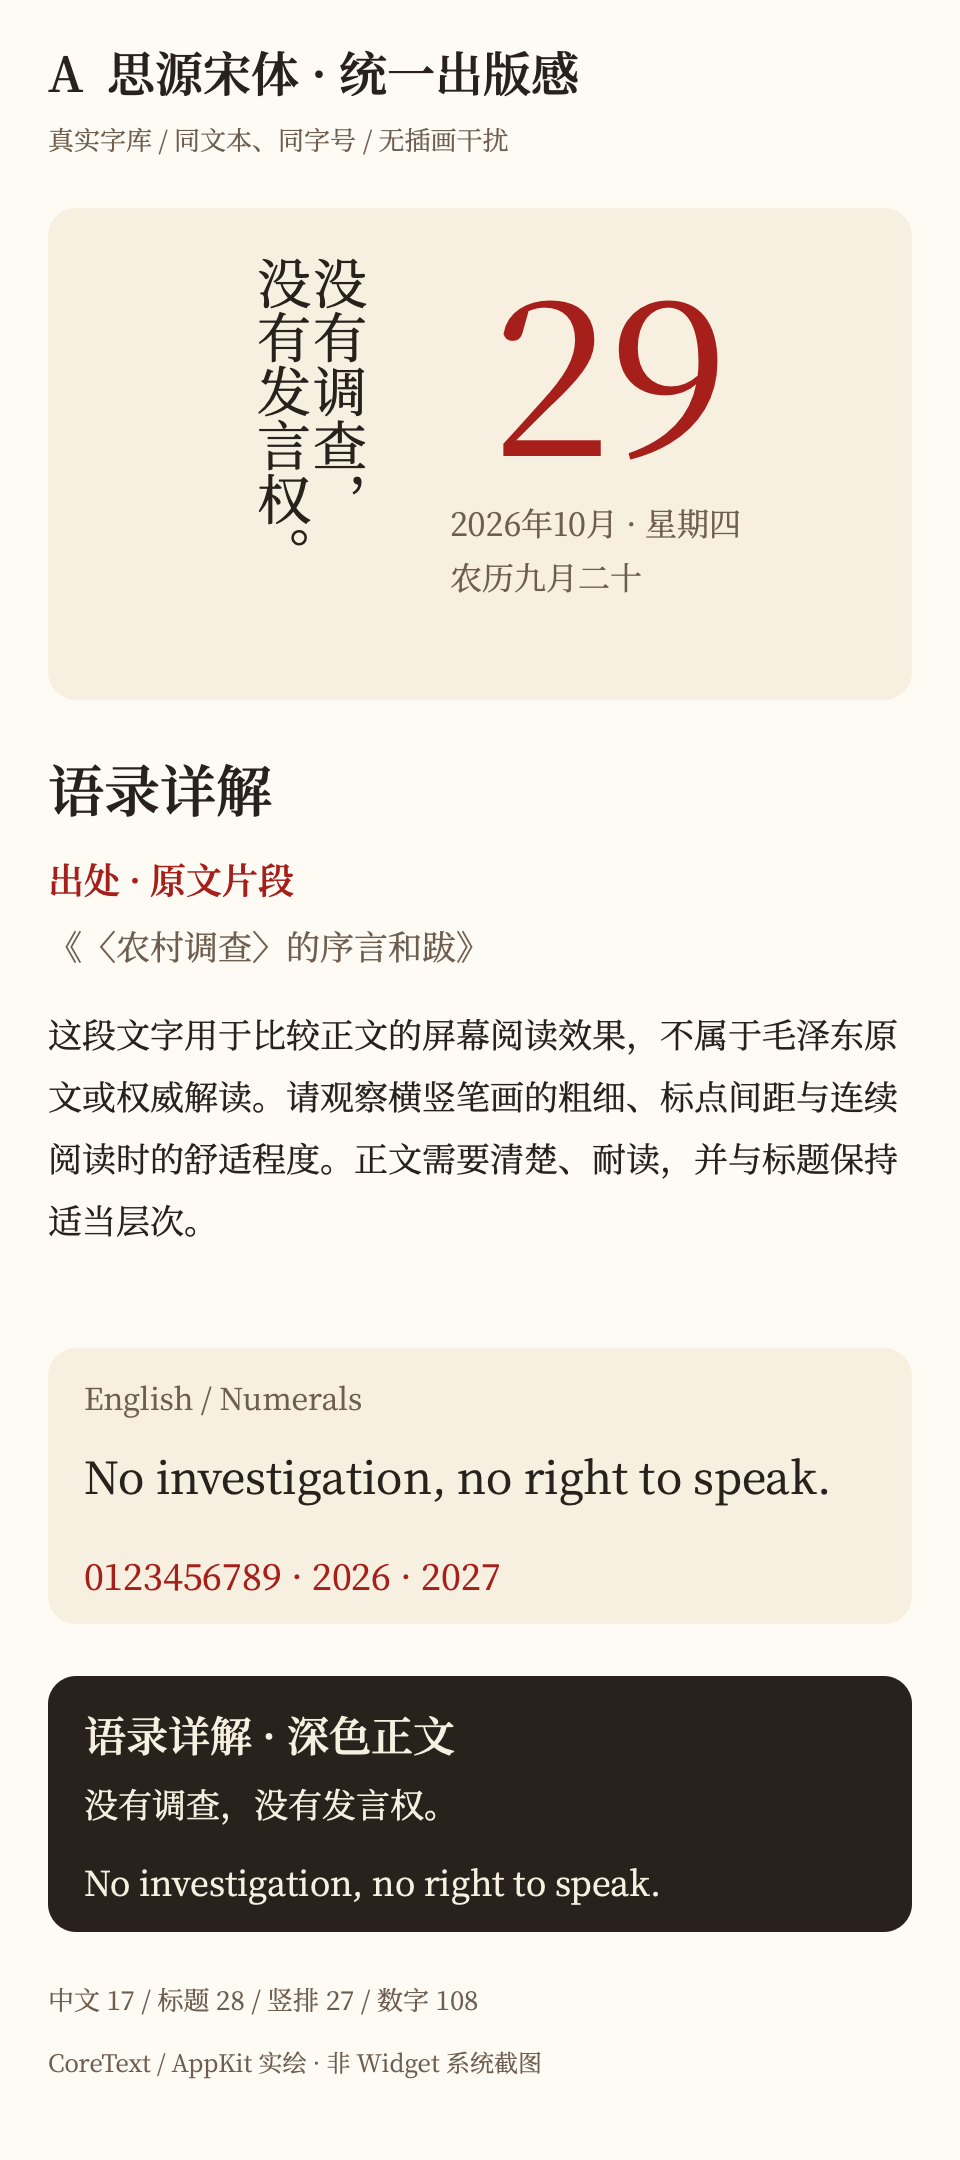 A 思源宋体 · 统一出版感
真实字库 / 同文本、同字号 / 无插画干扰
没有调查，
没有发言权。
29
2026年10月 · 星期四
农历九月二十
语录详解
出处 · 原文片段
《〈农村调查〉的序言和跋》
这段文字用于比较正文的屏幕阅读效果，不属于毛泽东原
文或权威解读。请观察横竖笔画的粗细、标点间距与连续
阅读时的舒适程度。正文需要清楚、耐读，并与标题保持
适当层次。
English / Numerals
No investigation, no right to speak.
0123456789 · 2026 · 2027
语录详解 · 深色正文
没有调查，没有发言权。
No investigation, no right to speak.
中文 17 / 标题 28 / 竖排 27 / 数字 108
CoreText / AppKit 实绘 · 非 Widget 系统截图